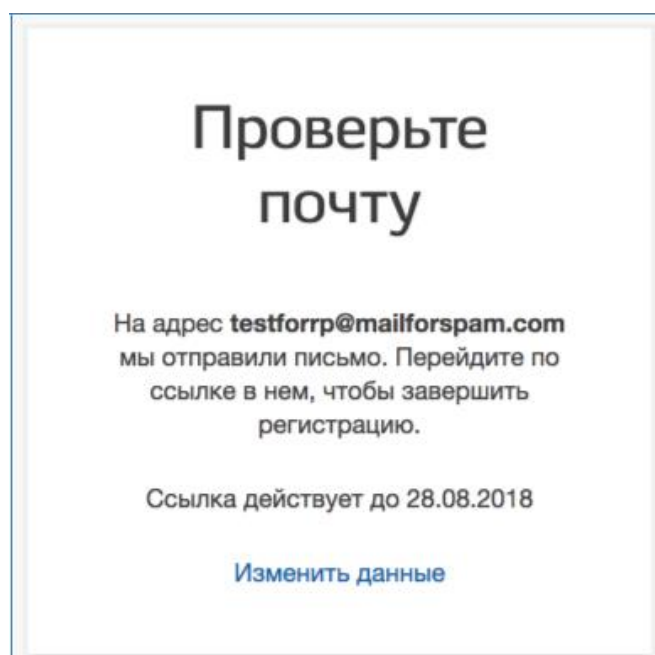 Проверьте
почту
На адрес testforrp@mailforspam.com
мы отправили письмо. Перейдите по
ссылке в нем, чтобы завершить
регистрацию.
Ссылка действует до 28.08.2018
Изменить данные